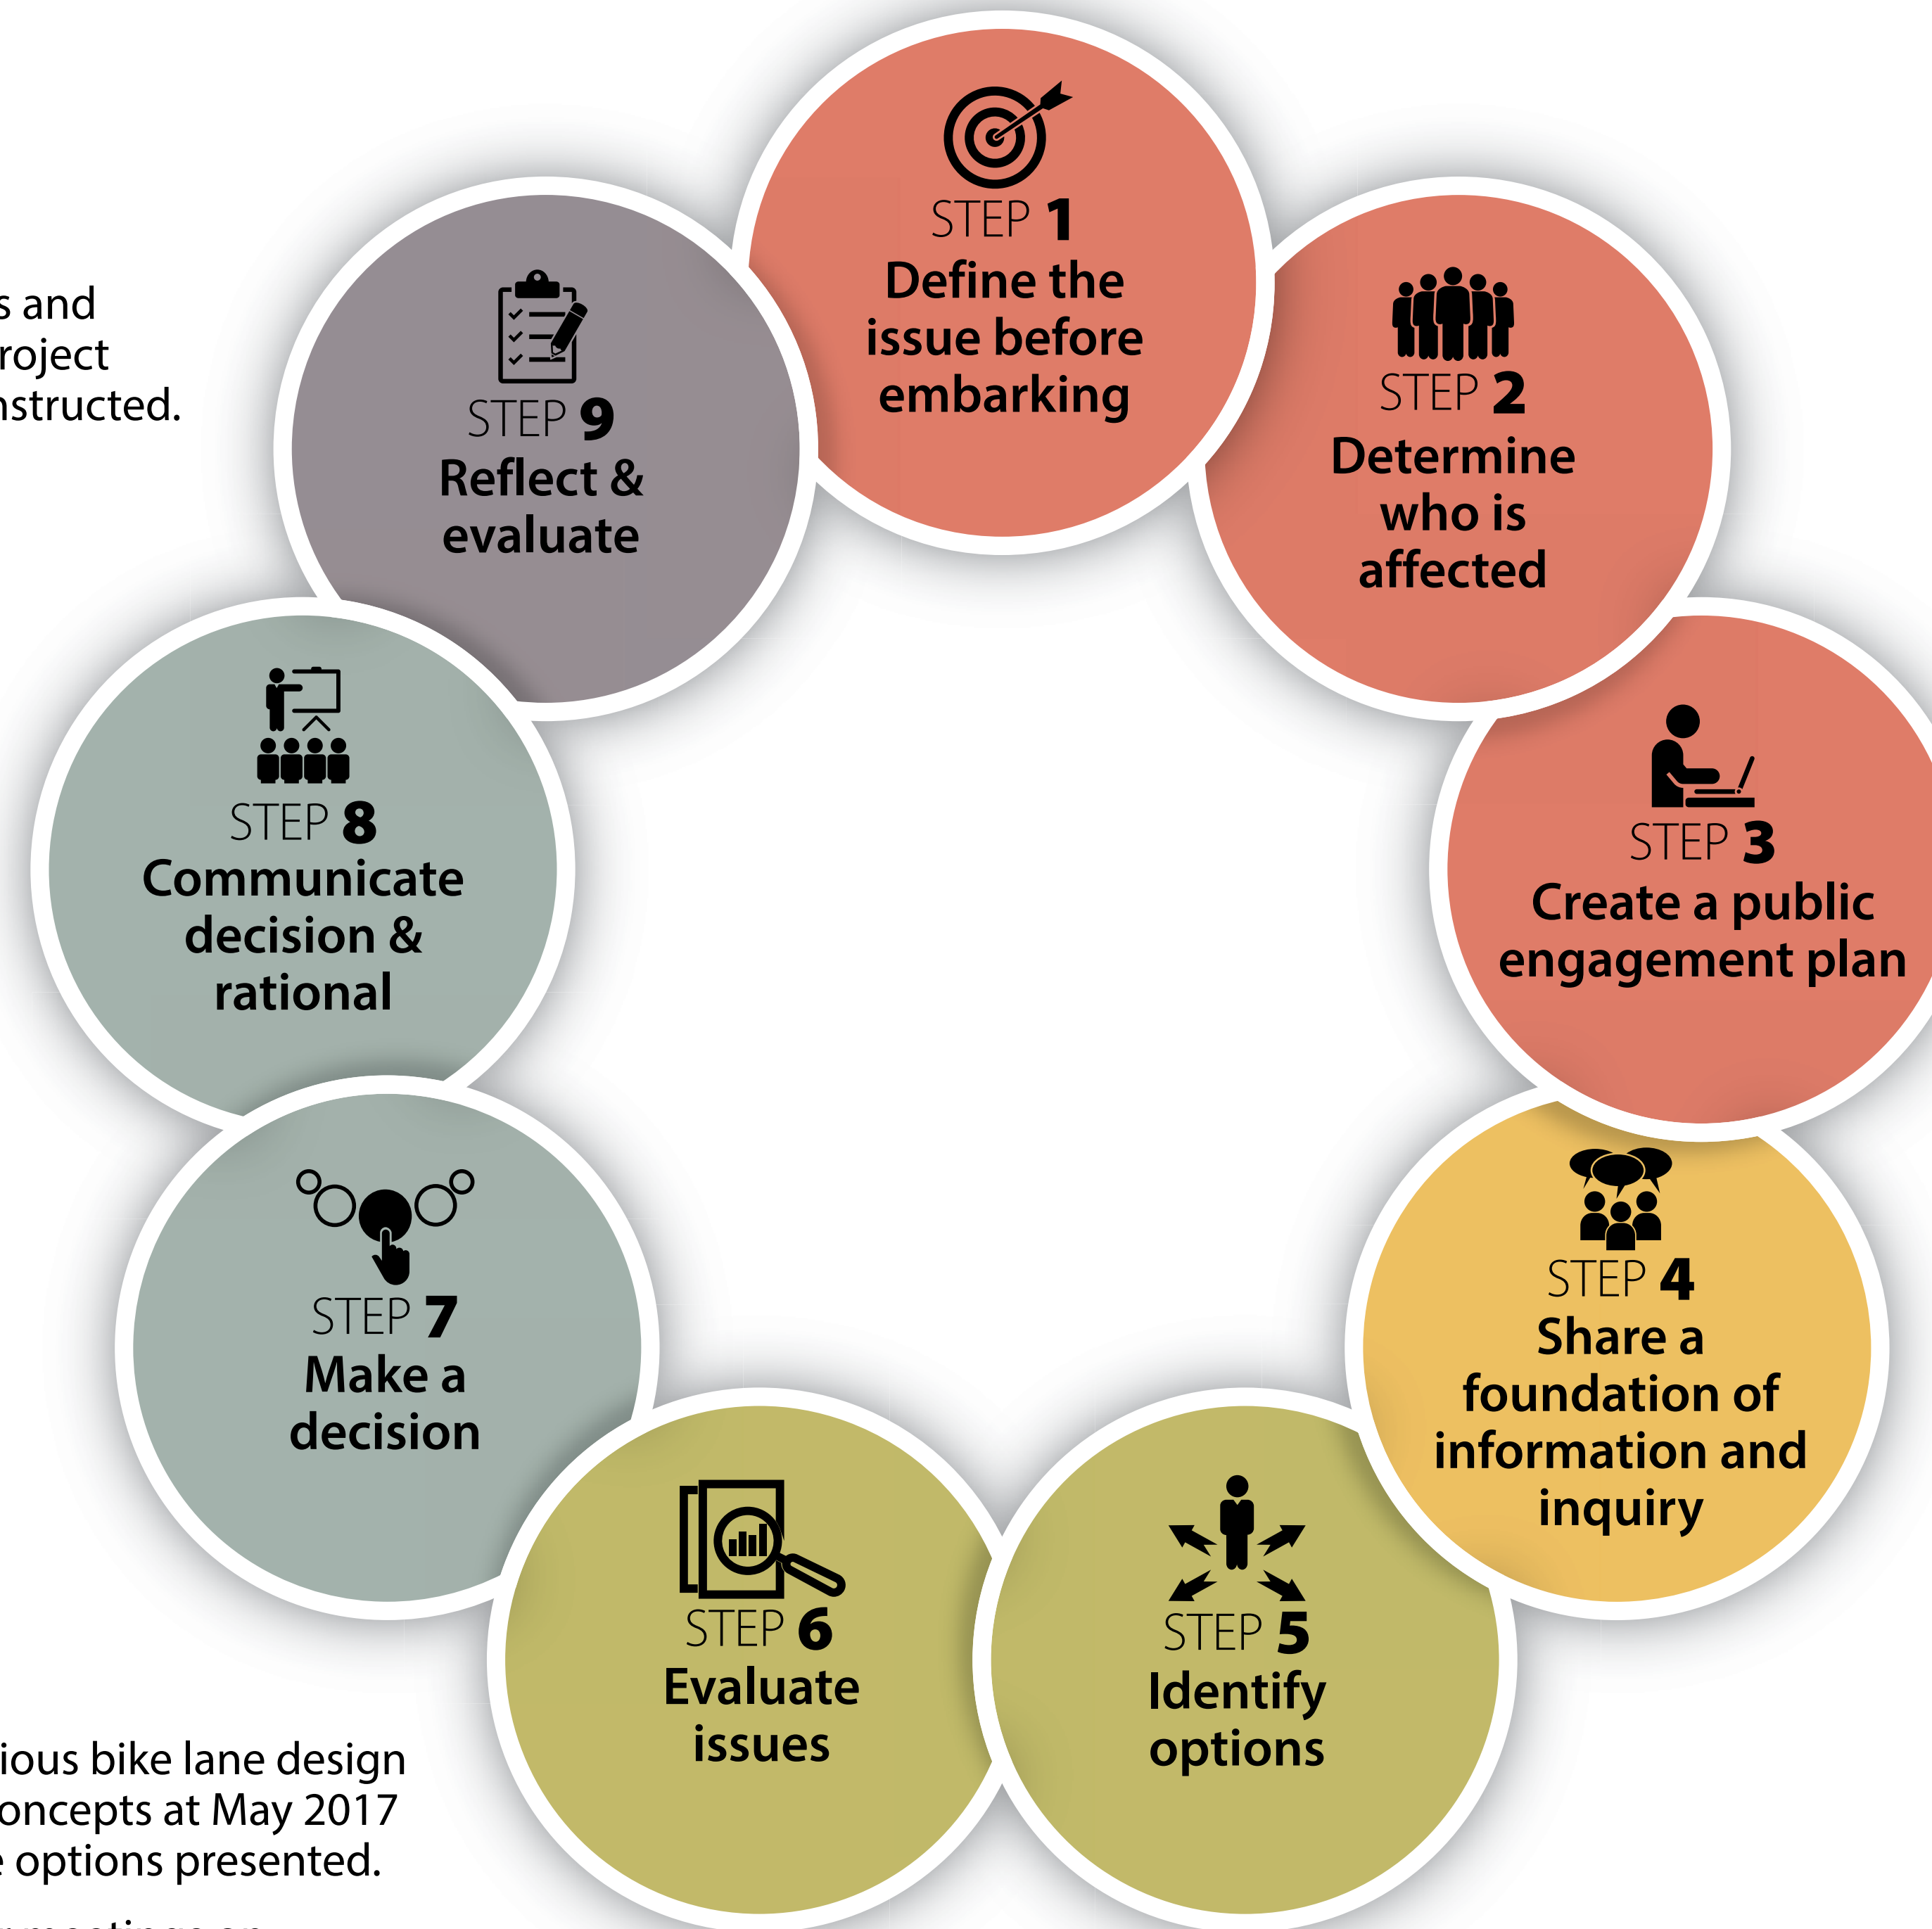 STEP 1
Define the
issue before
embarking
STEP 2
Determine
who is
affected
STEP 3
Create a public
engagement plan
STEP 4
Share a
foundation of
information and
inquiry
STEP 5
Identify
options
STEP 6
Evaluate
issues
STEP 7
Make a
decision
STEP 8
Communicate
decision &
rational
STEP 9
Reflect &
evaluate
s and
roject
nstructed.
ious bike lane design
oncepts at May 2017
e options presented.